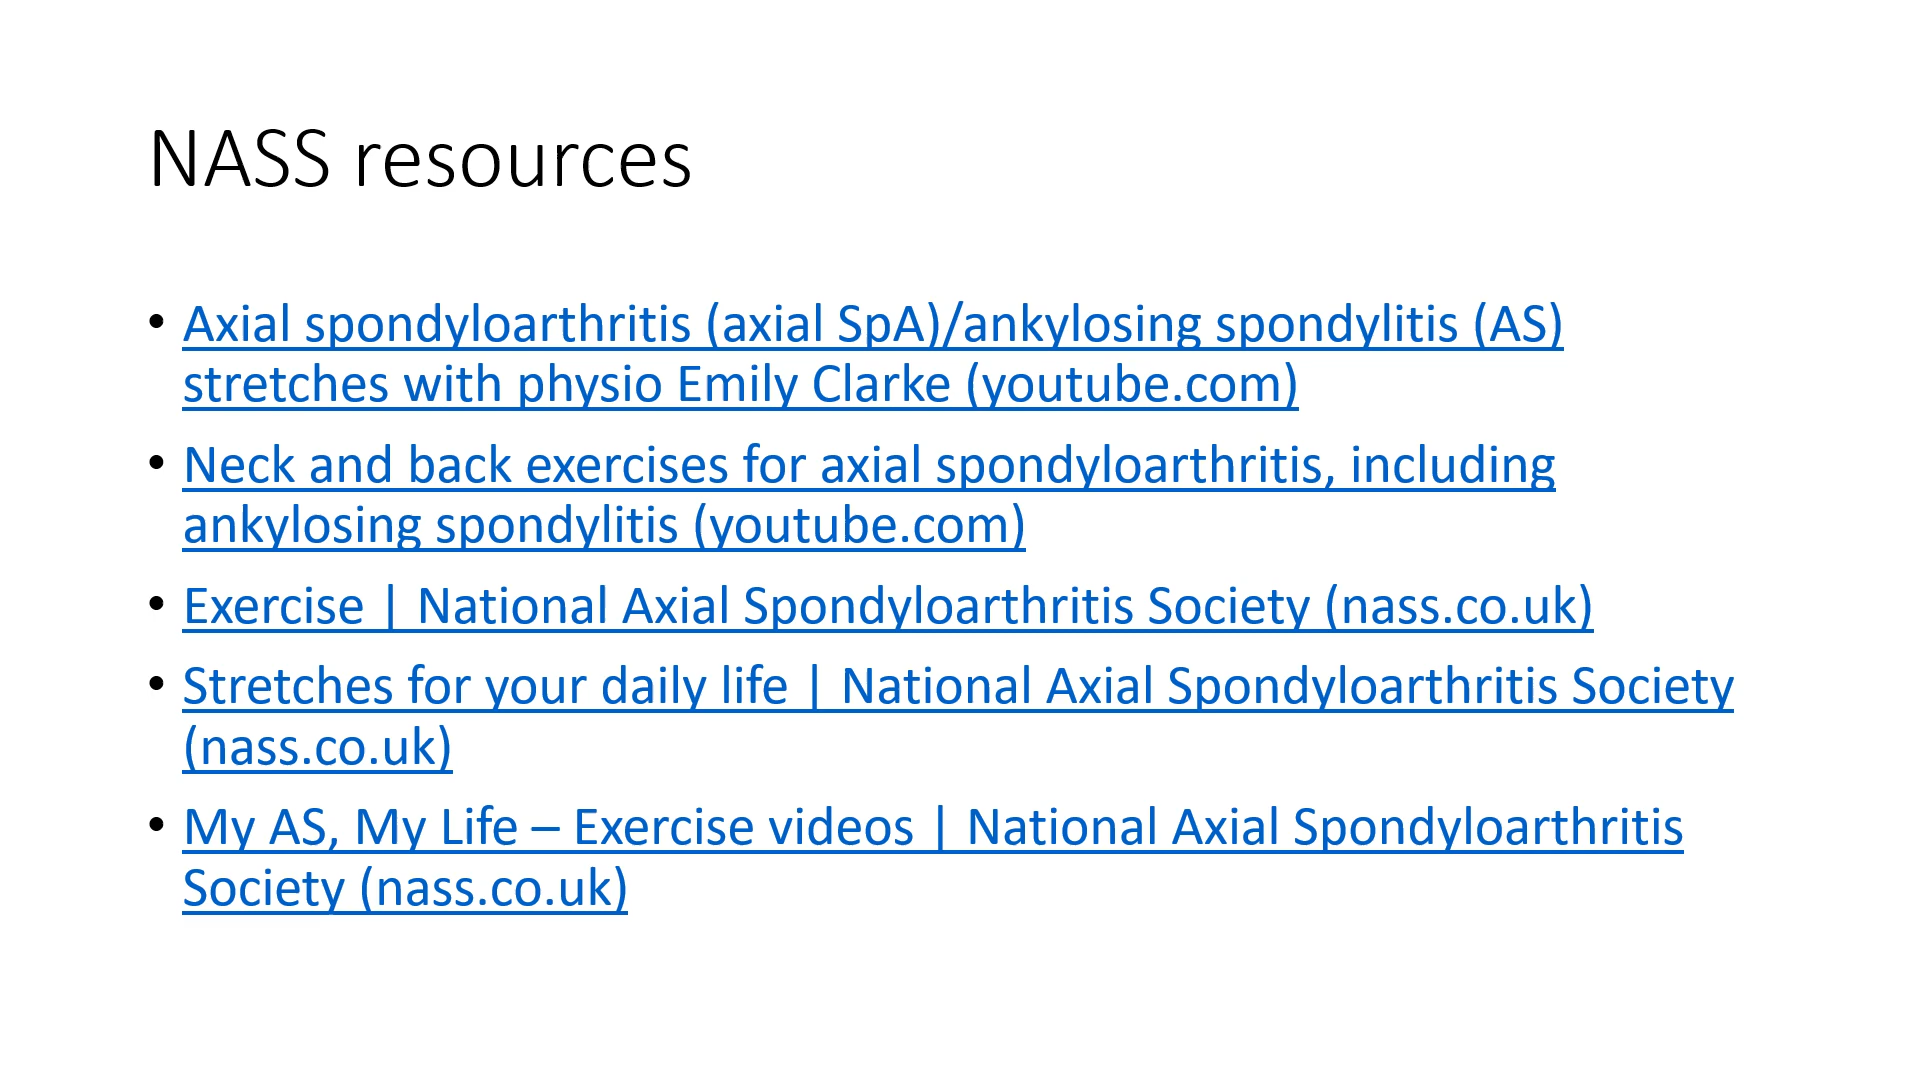 NASS resources
• Axial spondyloarthritis (axial SpA)/ankylosing spondylitis (AS)
stretches with physio Emily Clarke (youtube.com)
• Neck and back exercises for axial spondyloarthritis, including
ankylosing spondylitis (youtube.com)
• Exercise | National Axial Spondyloarthritis Society (nass.co.uk)
• Stretches for your daily life | National Axial Spondyloarthritis Society
(nass.co.uk)
• My AS, My Life – Exercise videos | National Axial Spondyloarthritis
Society (nass.co.uk)